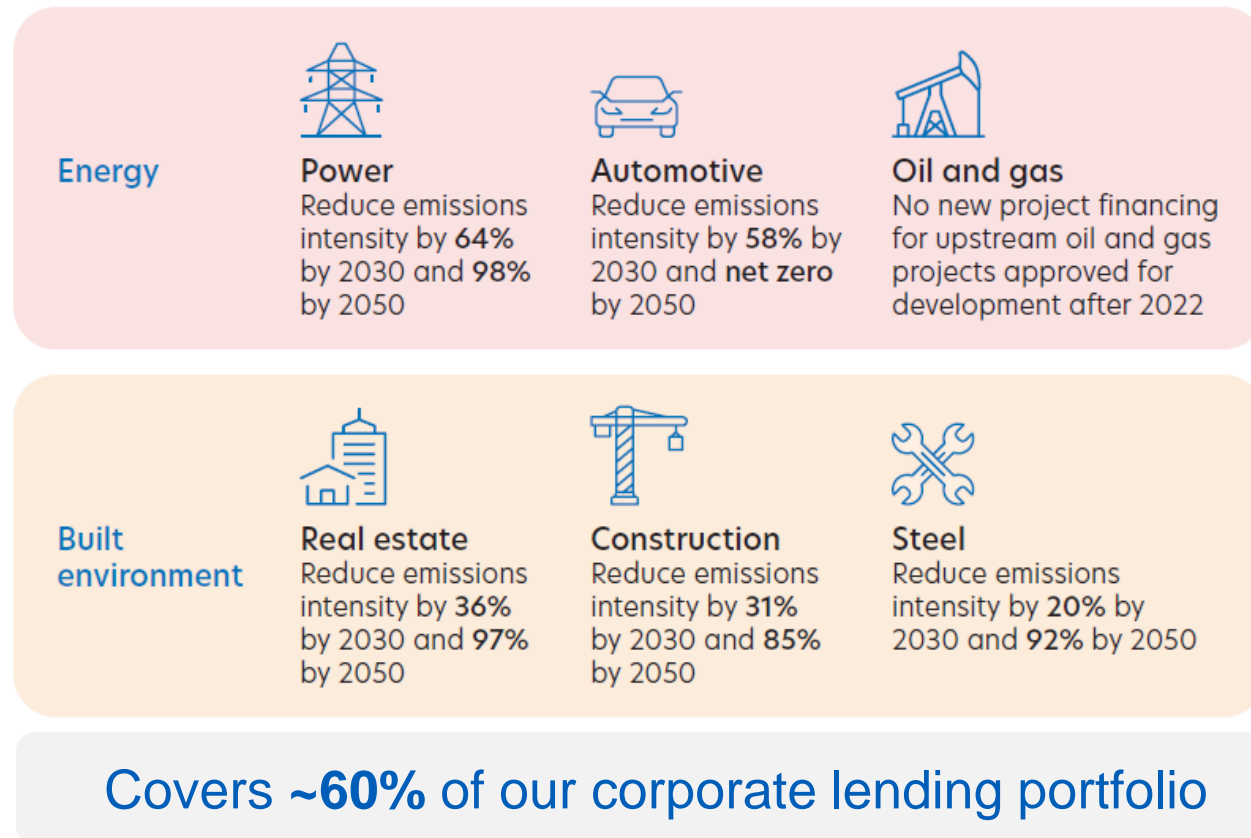 Energy
Power
Reduce emissions
intensity by 64%
by 2030 and 98%
by 2050
Automotive
Reduce emissions
intensity by 58% by
2030 and net zero
by 2050
Oil and gas
No new project financing
for upstream oil and gas
projects approved for
development after 2022
Built
environment
Real estate
Reduce emissions
intensity by 36%
by 2030 and 97%
by 2050
Construction
Reduce emissions
intensity by 31%
by 2030 and 85%
by 2050
Steel
Reduce emissions
intensity by 20% by
2030 and 92% by 2050
Covers ~60% of our corporate lending portfolio